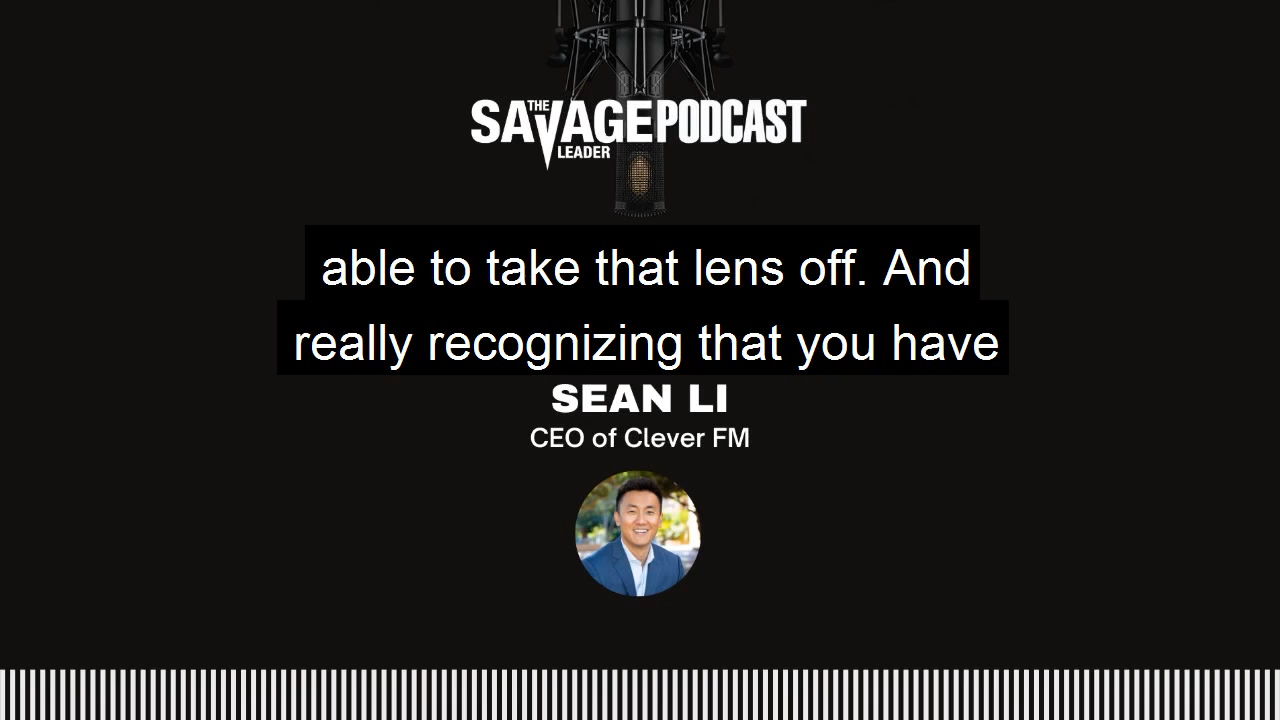 THE SAVAGE LEADER PODCAST
able to take that lens off. And
really recognizing that you have
SEAN LI
CEO of Clever FM